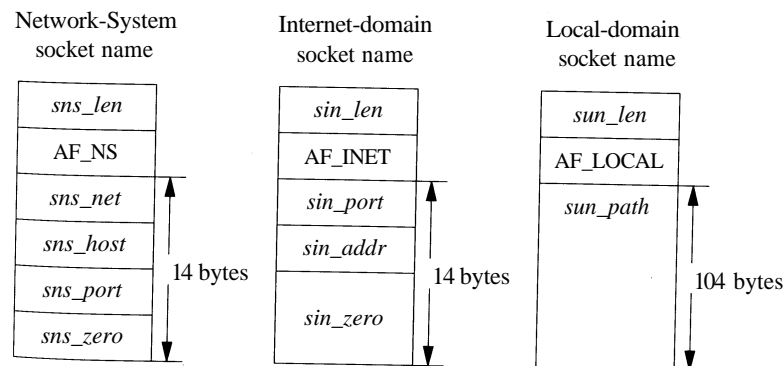 Network-System
socket name
sns_len
AF_NS
sns_net
sns_host
sns_port
sns_zero
14 bytes
Internet-domain
socket name
sin_len
AF_INET
sin_port
sin_addr
sin_zero
14 bytes
Local-domain
socket name
sun_len
AF_LOCAL
sun_path
104 bytes